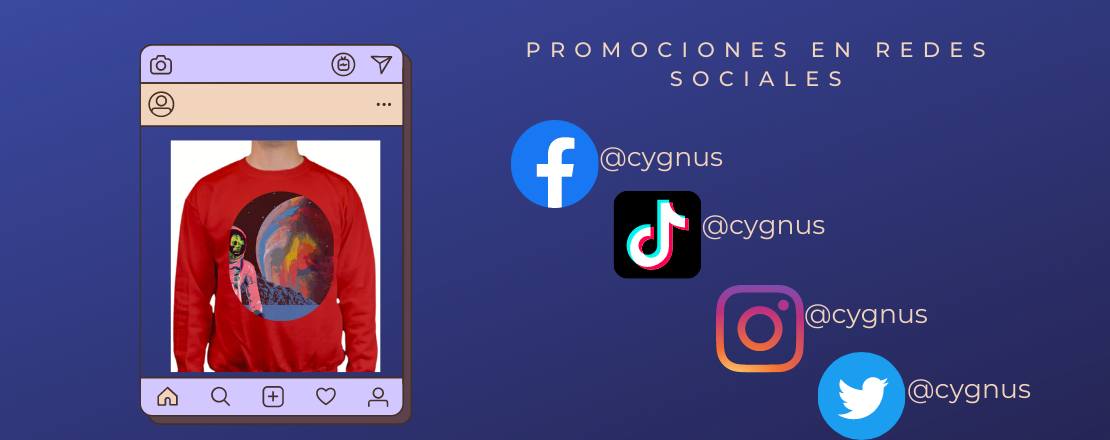 PROMOCIONES EN REDES
SOCIALES
@cygnus
@cygnus
@cygnus
@cygnus